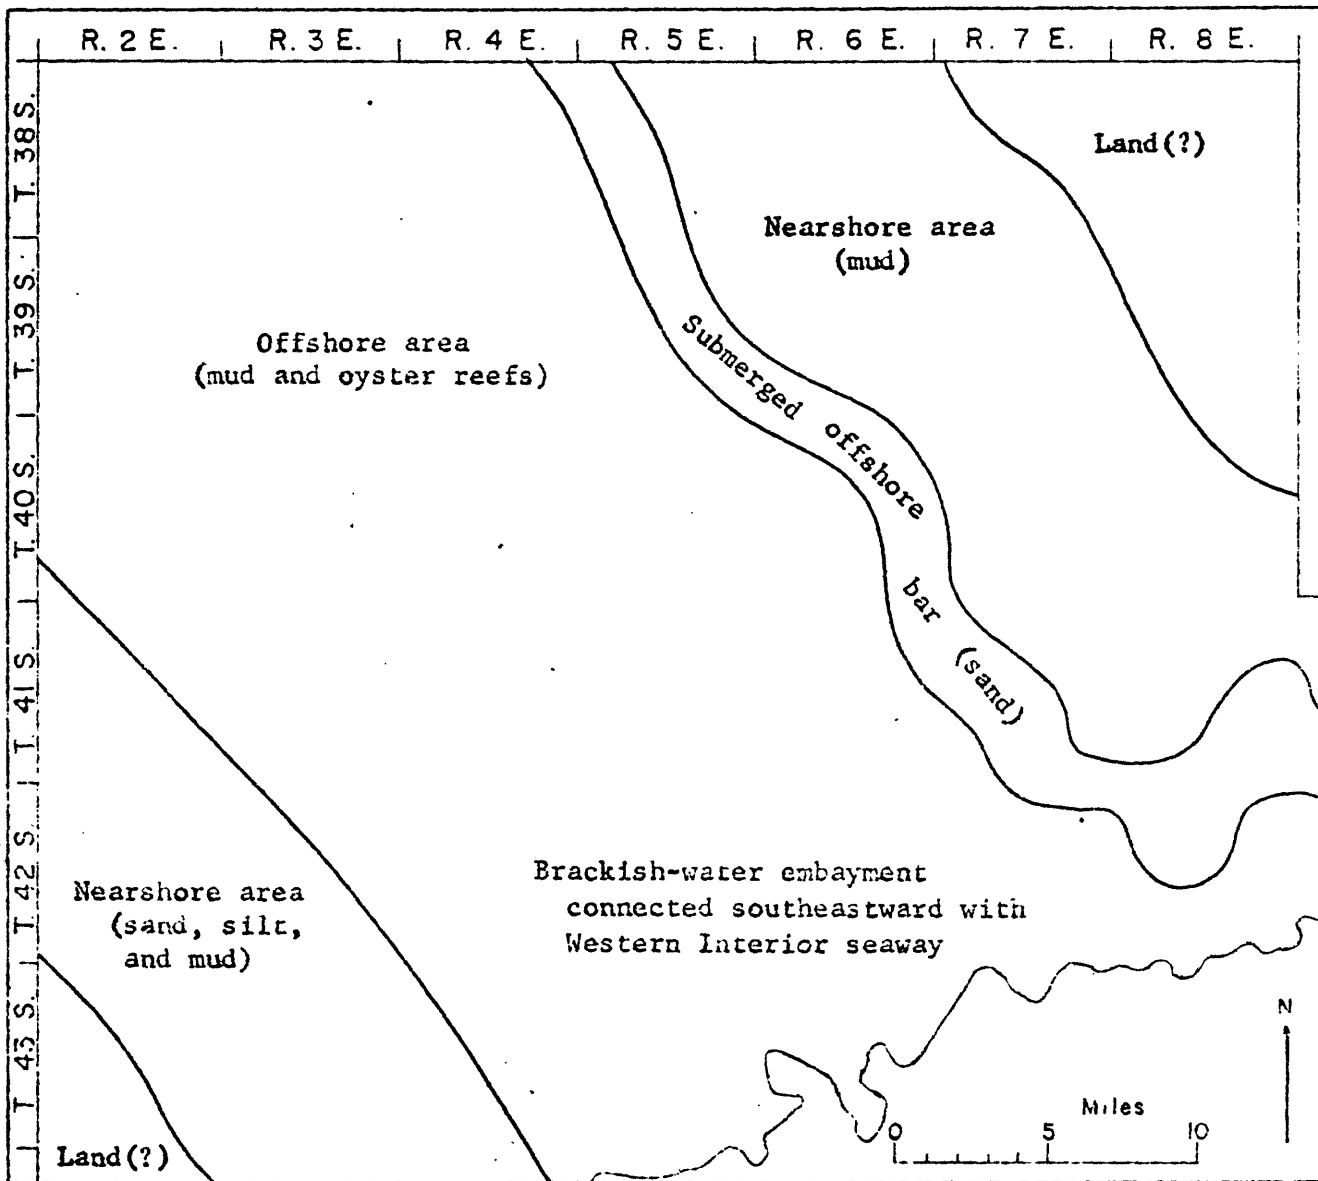 R. 2 E. R. 3 E. R. 4 E. R. 5 E. R. 6 E. R. 7 E. R. 8 E.
T. 38 S.
T. 39 S.
T. 40 S.
T. 41 S.
T. 42 S.
T. 43 S.
Land(?)
Nearshore area
(mud)
Offshore area
(mud and oyster reefs)
Submerged offshore
bar (sand)
Brackish-water embayment
connected southeastward with
Western Interior seaway
Nearshore area
(sand, silt,
and mud)
Land(?)
N
Miles
0 5 10